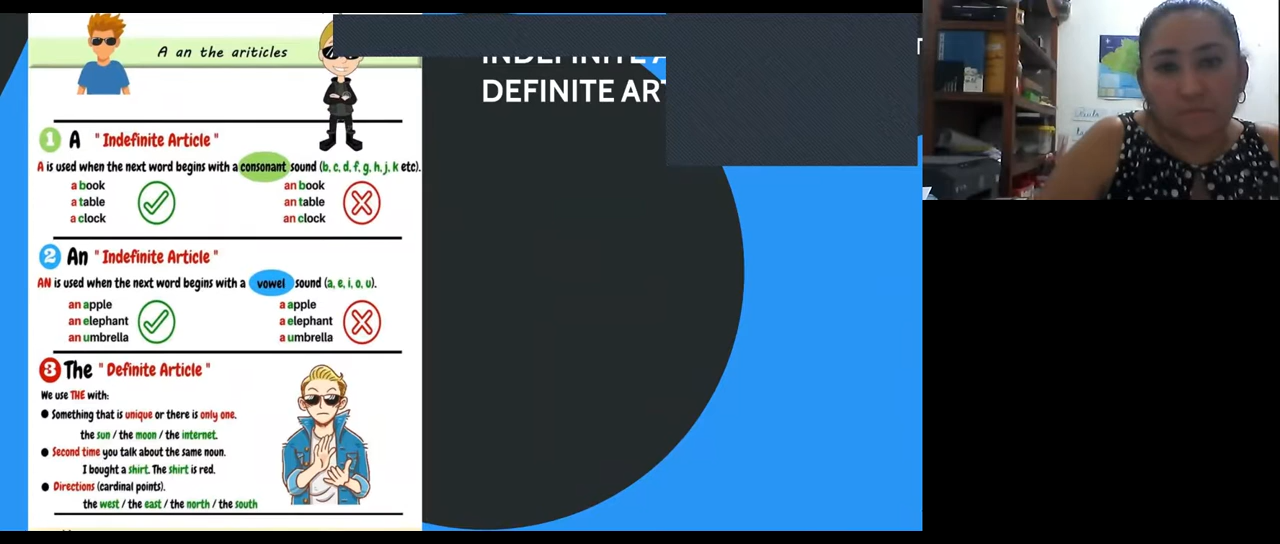 A an the ariticles
DEFINITE
1 A " Indefinite Article "
A is used when the next word begins with a consonant sound (b, c, d, f, g, h, j, k etc).
a book an book
a table an table
a clock an clock
2 An " Indefinite Article "
AN is used when the next word begins with a vowel sound (a, e, i, o, u).
an apple a apple
an elephant a elephant
an umbrella a umbrella
3 The " Definite Article "
We use THE with:
● Something that is unique or there is only one.
the sun / the moon / the internet.
● Second time you talk about the same noun.
I bought a shirt. The shirt is red.
● Directions (cardinal points).
the west / the east / the north / the south